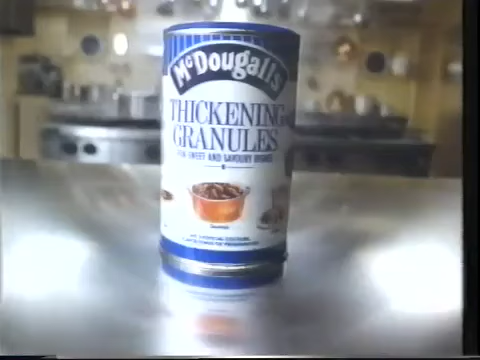 McDougalls
THICKENING
GRANULES
FOR SWEET AND SAVOURY DISHES